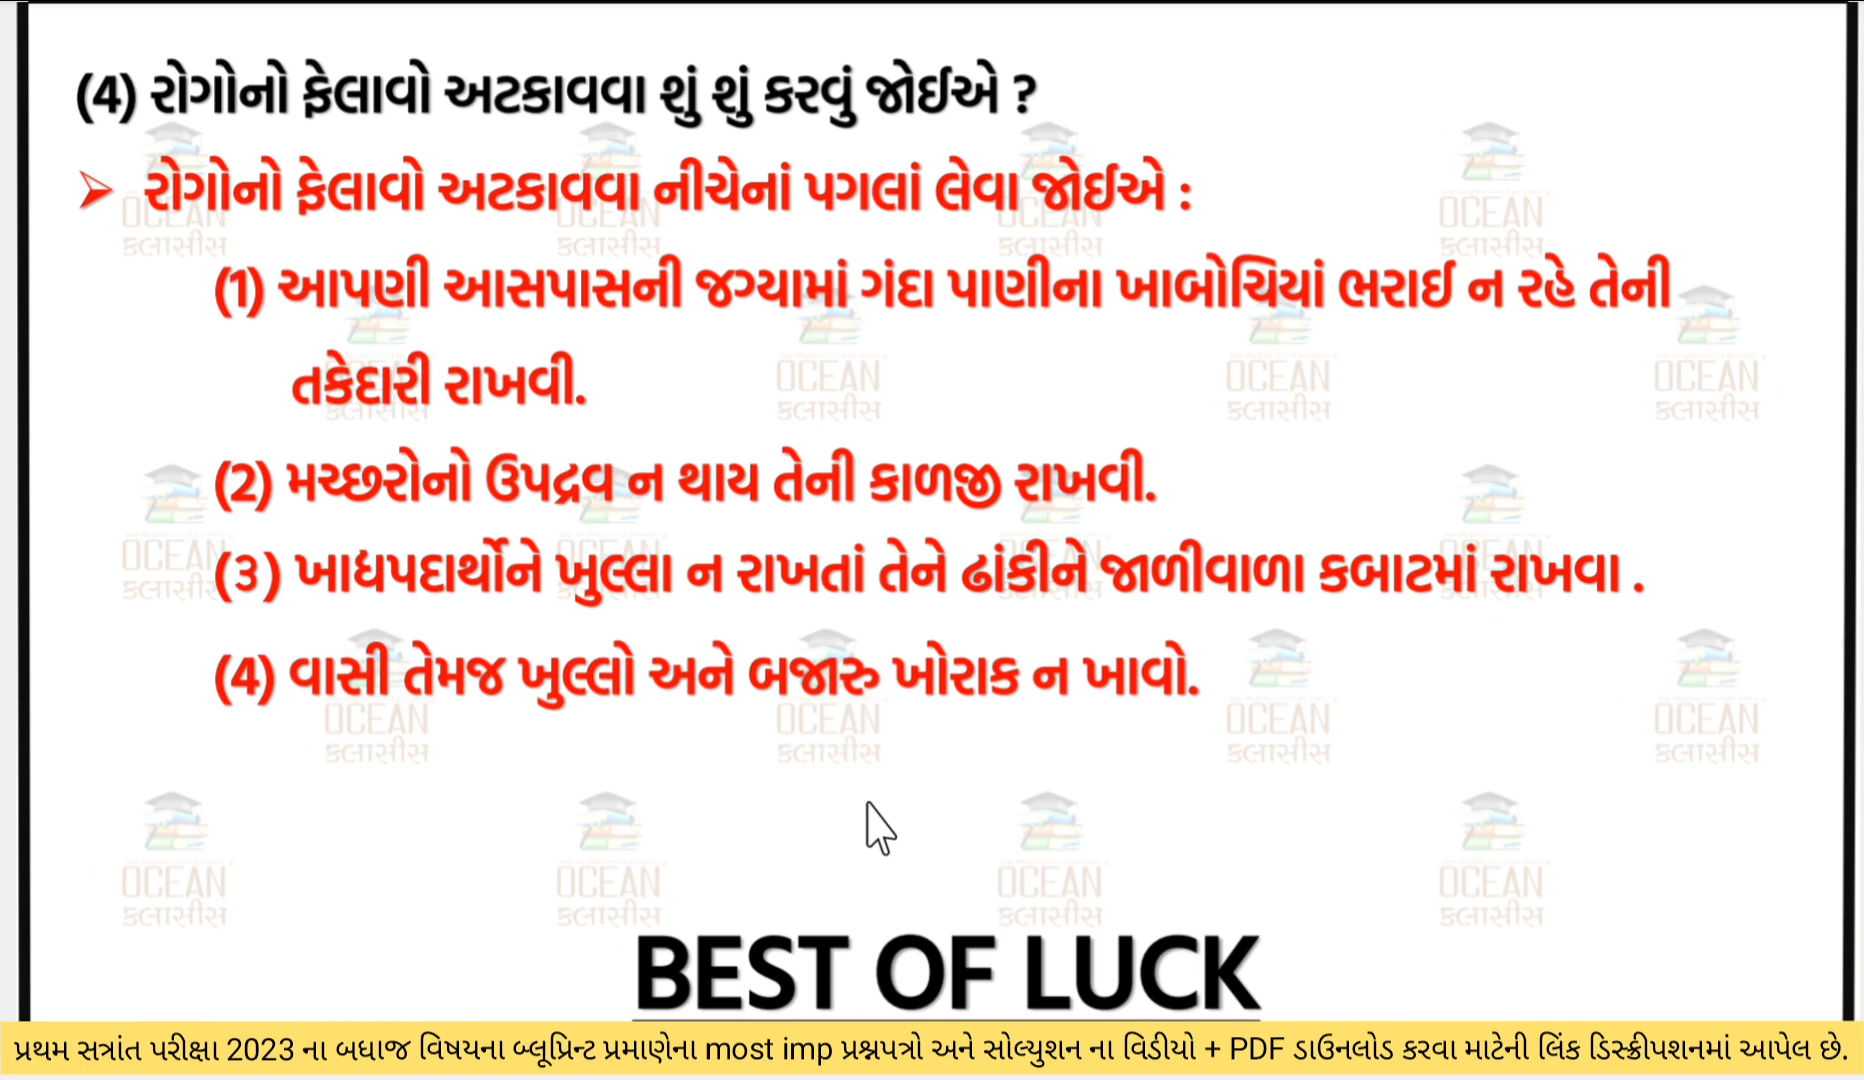 (4) રોગોનો ફેલાવો અટકાવવા શું શું કરવું જોઈએ ?
➢ રોગોનો ફેલાવો અટકાવવા નીચેનાં પગલાં લેવા જોઈએ :
(1) આપણી આસપાસની જગ્યામાં ગંદા પાણીના ખાબોચિયાં ભરાઈ ન રહે તેની
તકેદારી રાખવી.
(2) મચ્છરોનો ઉપદ્રવ ન થાય તેની કાળજી રાખવી.
(૩) ખાદ્યપદાર્થોને ખુલ્લા ન રાખતાં તેને ઢાંકીને જાળીવાળા કબાટમાં રાખવા .
(4) વાસી તેમજ ખુલ્લો અને બજારુ ખોરાક ન ખાવો.
OCEAN
ક્લાસીસ
BEST OF LUCK
પ્રથમ સત્રાંત પરીક્ષા 2023 ના બધાજ વિષયના બ્લૂપ્રિન્ટ પ્રમાણેના most imp પ્રશ્નપત્રો અને સોલ્યુશન ના વિડીયો + PDF ડાઉનલોડ કરવા માટેની લિંક ડિસ્ક્રીપશનમાં આપેલ છે.